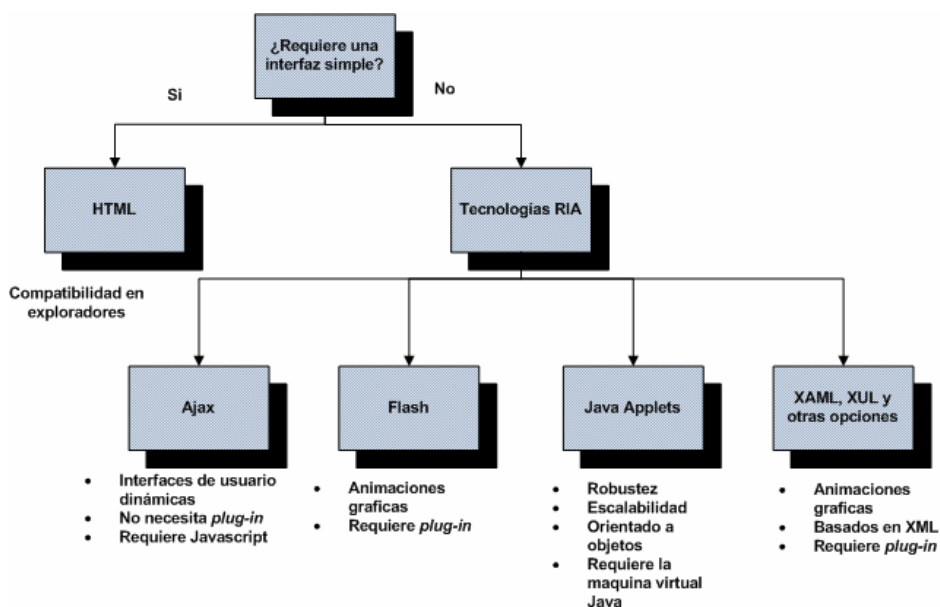 ¿Requiere una
interfaz simple?
Si
No
HTML
Tecnologías RIA
Compatibilidad en
exploradores
Ajax
Flash
Java Applets
XAML, XUL y
otras opciones
• Interfaces de usuario
dinámicas
• No necesita plug-in
• Requiere Javascript
• Animaciones
graficas
• Requiere plug-in
• Robustez
• Escalabilidad
• Orientado a
objetos
• Requiere la
maquina virtual
Java
• Animaciones
graficas
• Basados en XML
• Requiere plug-in